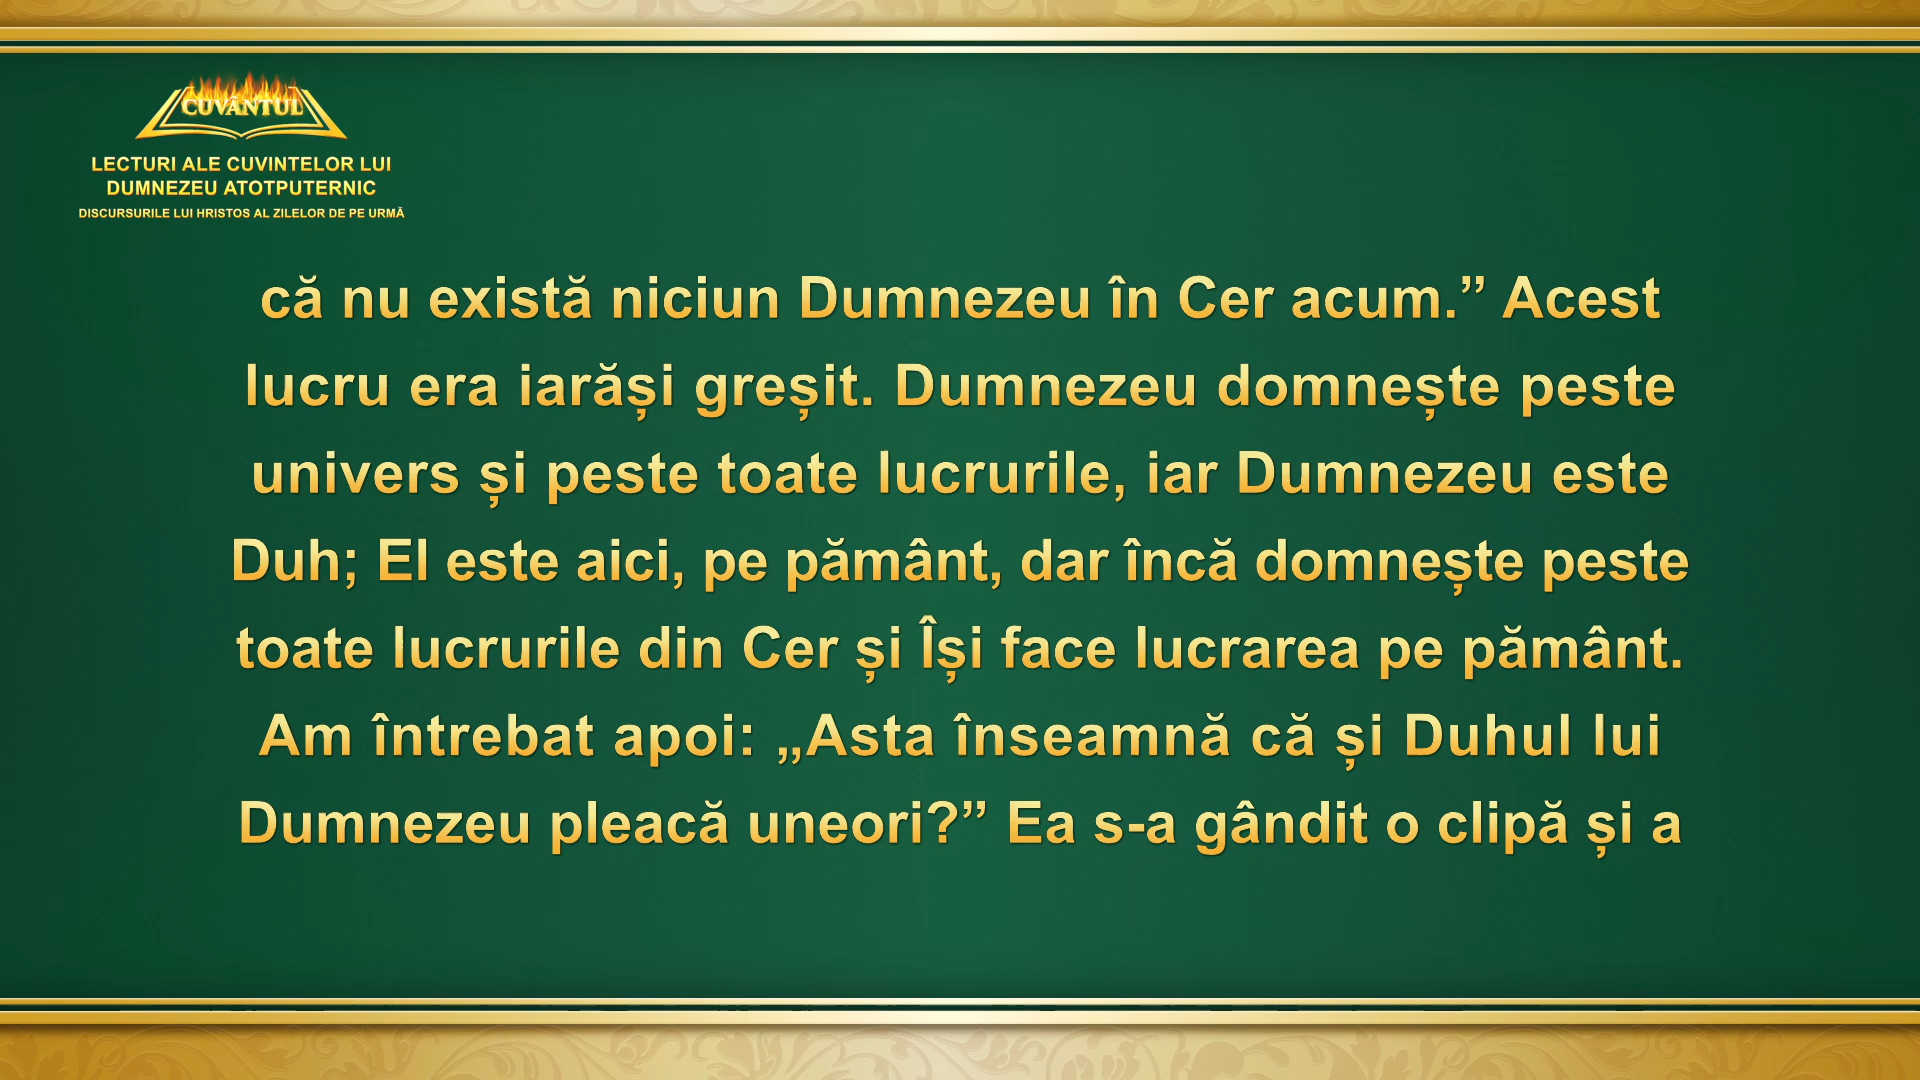 CUVÂNTUL
LECTURI ALE CUVINTELOR LUI
DUMNEZEU ATOTPUTERNIC
DISCURSURILE LUI HRISTOS AL ZILELOR DE PE URMĂ
că nu există niciun Dumnezeu în Cer acum.” Acest
lucru era iarăși greșit. Dumnezeu domnește peste
univers și peste toate lucrurile, iar Dumnezeu este
Duh; El este aici, pe pământ, dar încă domnește peste
toate lucrurile din Cer și Își face lucrarea pe pământ.
Am întrebat apoi: „Asta înseamnă că și Duhul lui
Dumnezeu pleacă uneori?” Ea s-a gândit o clipă și a